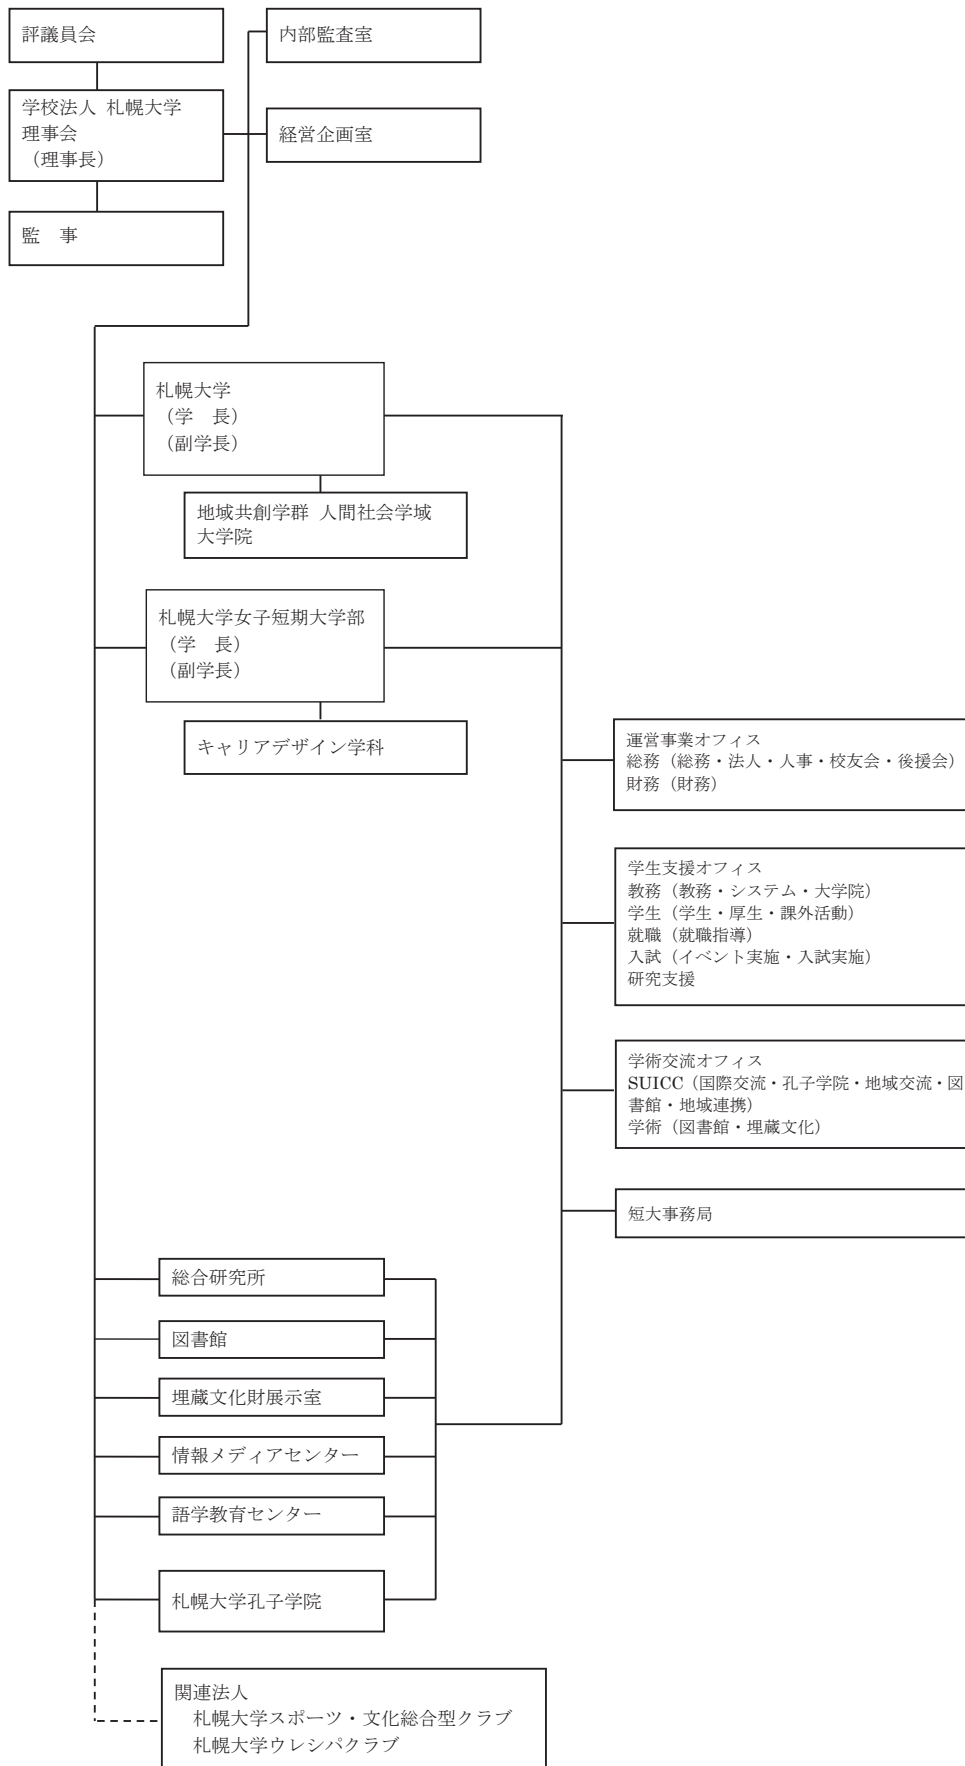 評議員会
内部監査室
学校法人 札幌大学
理事会
（理事長）
経営企画室
監　事
札幌大学
（学　長）
（副学長）
地域共創学群 人間社会学域
大学院
札幌大学女子短期大学部
（学　長）
（副学長）
キャリアデザイン学科
運営事業オフィス
総務（総務・法人・人事・校友会・後援会）
財務（財務）
学生支援オフィス
教務（教務・システム・大学院）
学生（学生・厚生・課外活動）
就職（就職指導）
入試（イベント実施・入試実施）
研究支援
学術交流オフィス
SUICC（国際交流・孔子学院・地域交流・図
書館・地域連携）
学術（図書館・埋蔵文化）
短大事務局
総合研究所
図書館
埋蔵文化財展示室
情報メディアセンター
語学教育センター
札幌大学孔子学院
関連法人
札幌大学スポーツ・文化総合型クラブ
札幌大学ウレシパクラブ